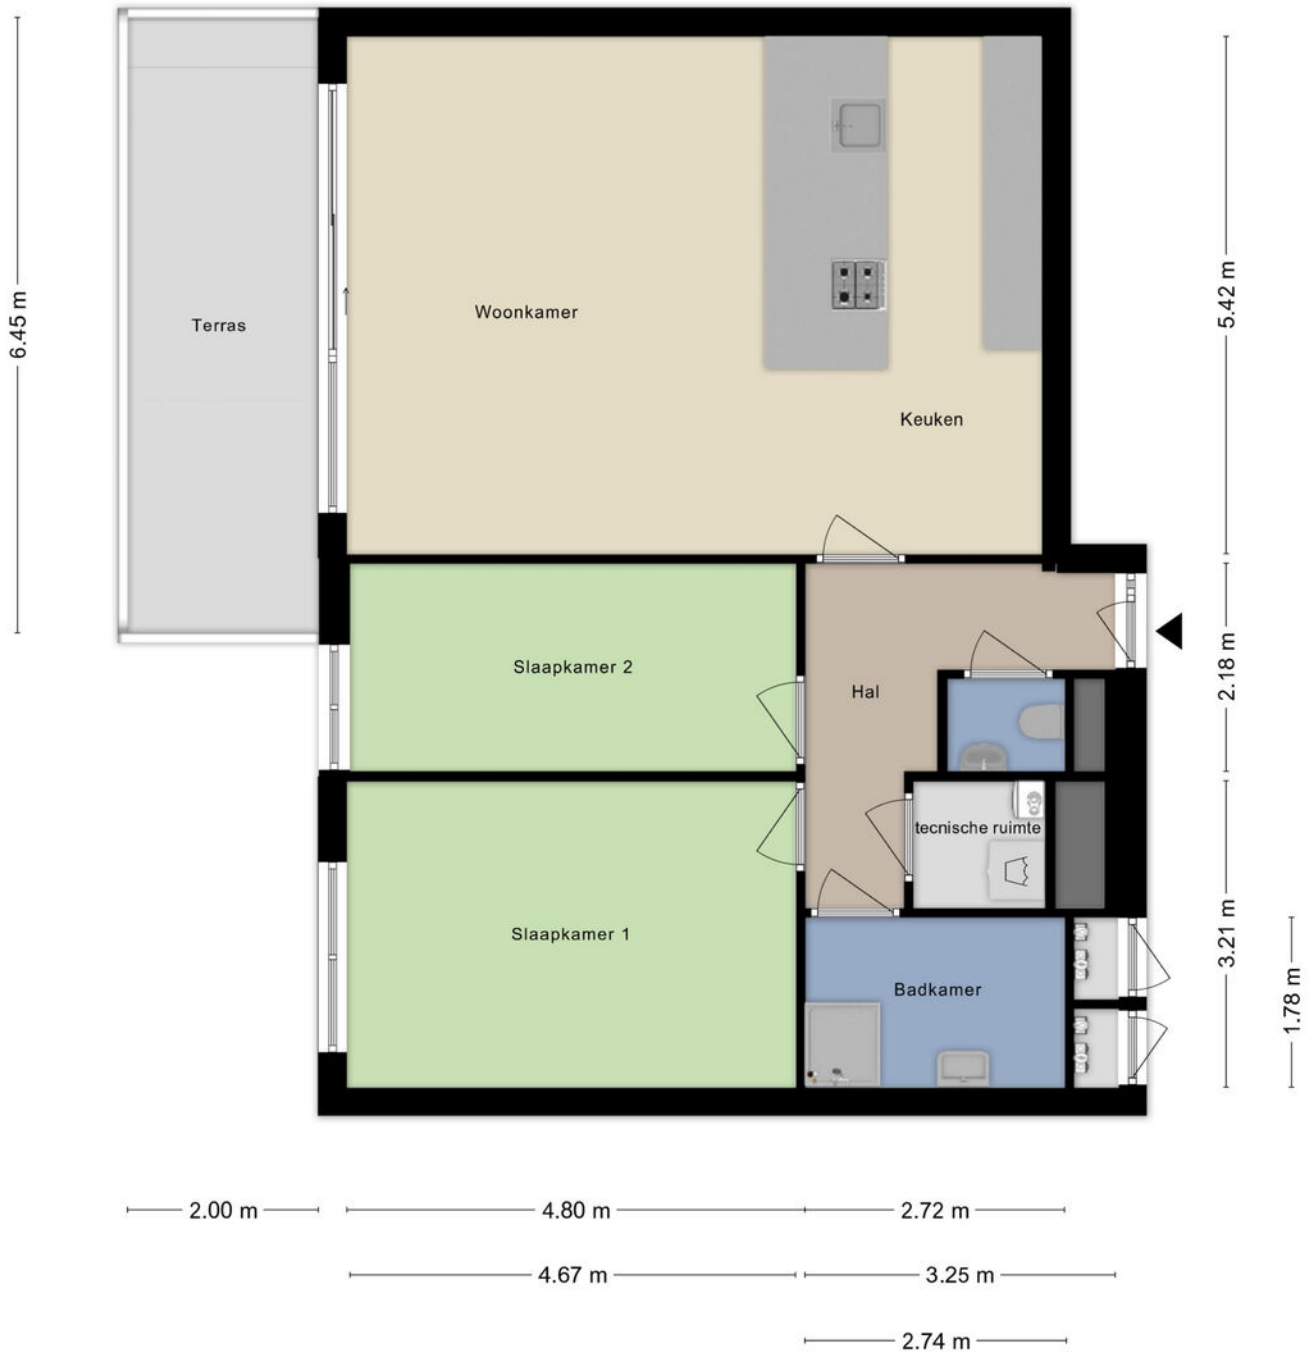 6.45 m
Terras
Woonkamer
Keuken
5.42 m
Slaapkamer 2
Hal
2.18 m
tecnische ruimte
Slaapkamer 1
Badkamer
3.21 m
1.78 m
2.00 m
4.80 m
2.72 m
4.67 m
3.25 m
2.74 m